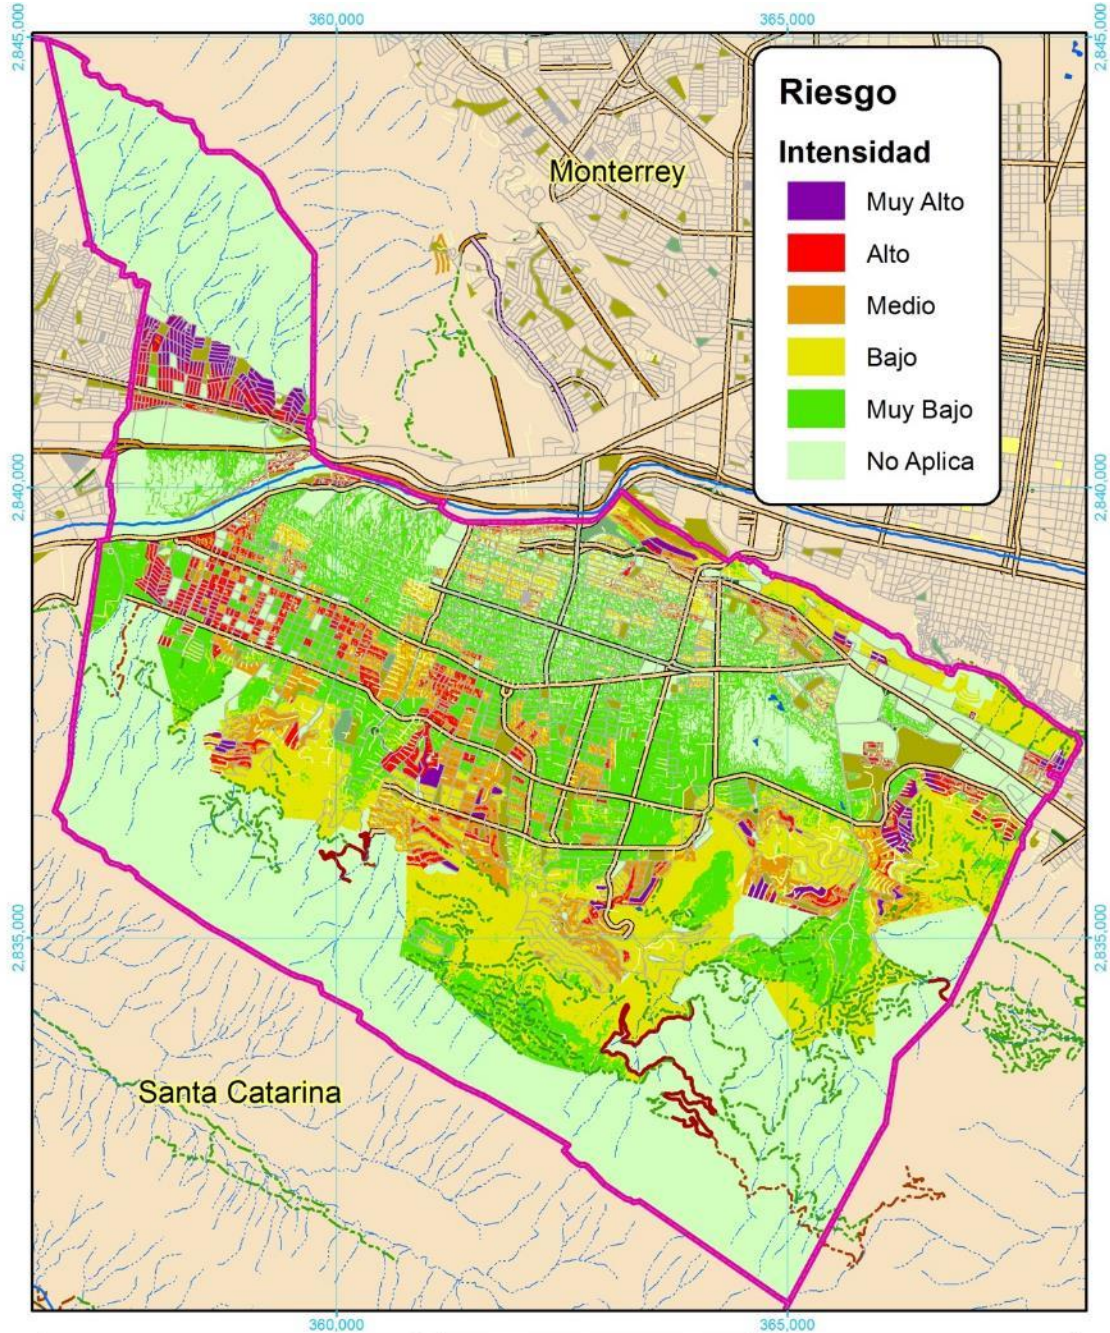 360,000
365,000
2,845,000
2,845,000
Riesgo
Intensidad
Muy Alto
Alto
Medio
Bajo
Muy Bajo
No Aplica
Monterrey
2,840,000
2,840,000
2,835,000
2,835,000
Santa Catarina
360,000
365,000